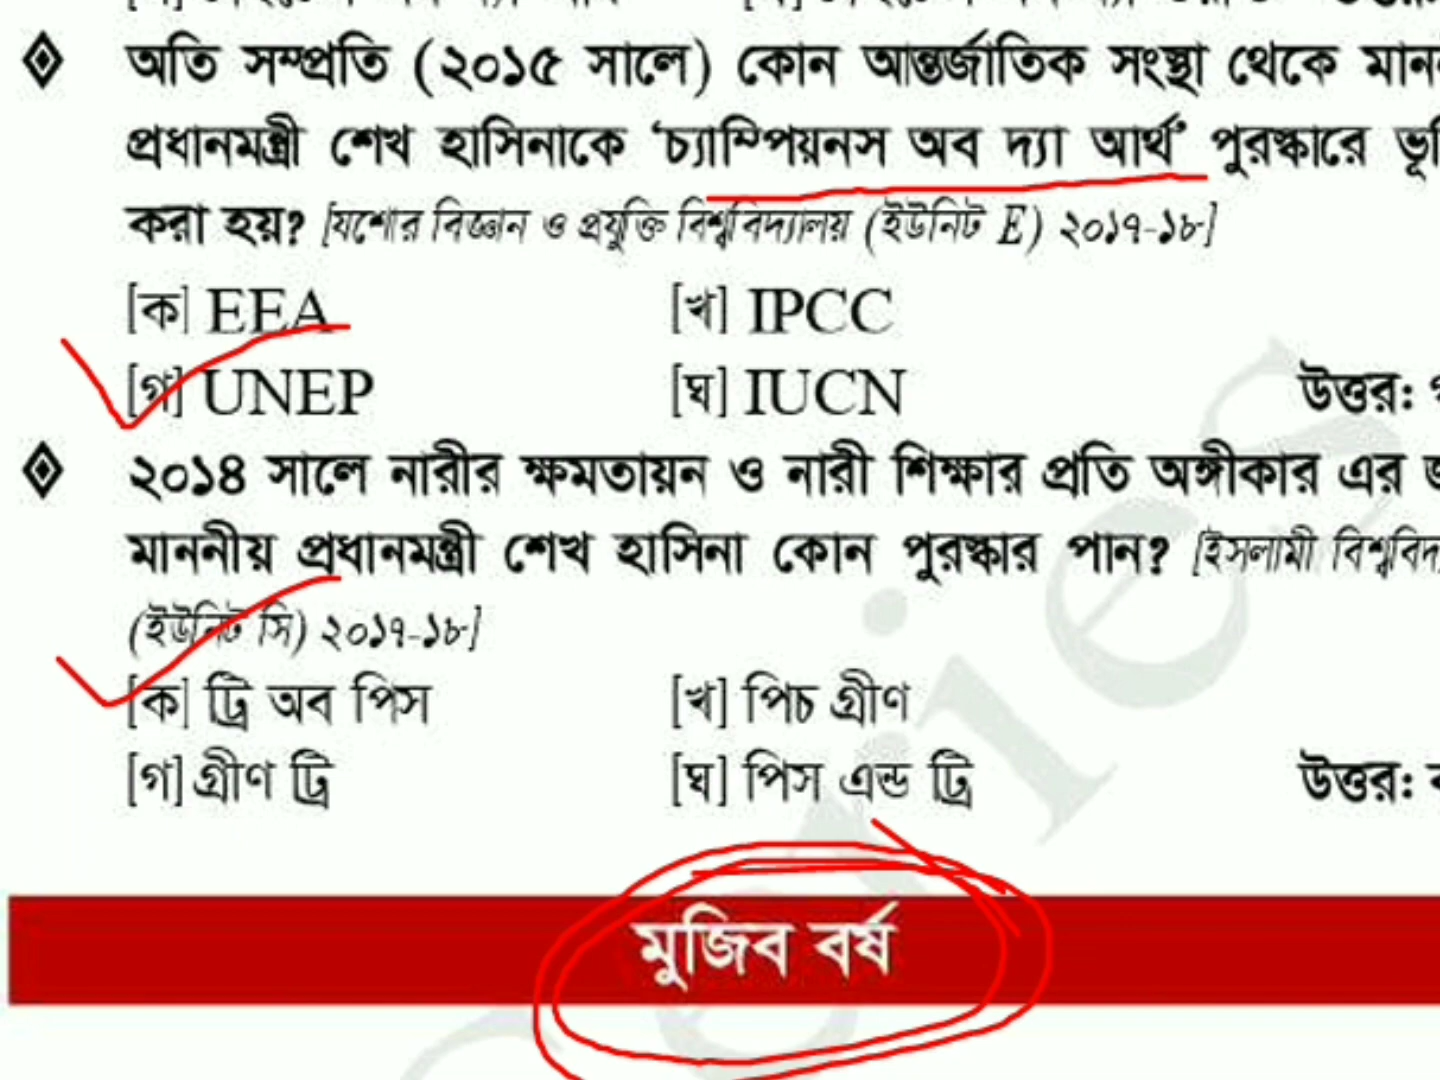 অতি সম্প্রতি (২০১৫ সালে) কোন আন্তর্জাতিক সংস্থা থেকে
প্রধানমন্ত্রী শেখ হাসিনাকে ‘চ্যাম্পিয়নস অব দ্যা আর্থ’ পুরস্কারে
করা হয়? [যশোর বিজ্ঞান ও প্রযুক্তি বিশ্ববিদ্যালয় (ইউনিট E) ২০১৭-১৮]
[ক] EEA [খ] IPCC
[গ] UNEP [ঘ] IUCN উত্তর:
২০১৪ সালে নারীর ক্ষমতায়ন ও নারী শিক্ষার প্রতি অঙ্গীকার এর
মাননীয় প্রধানমন্ত্রী শেখ হাসিনা কোন পুরস্কার পান? [ইসলামী
(ইউনিট সি) ২০১৭-১৮]
[ক] ট্রি অব পিস [খ] পিচ গ্রীণ
[গ] গ্রীণ ট্রি [ঘ] পিস এন্ড ট্রি উত্তর:
মুজিব বর্ষ